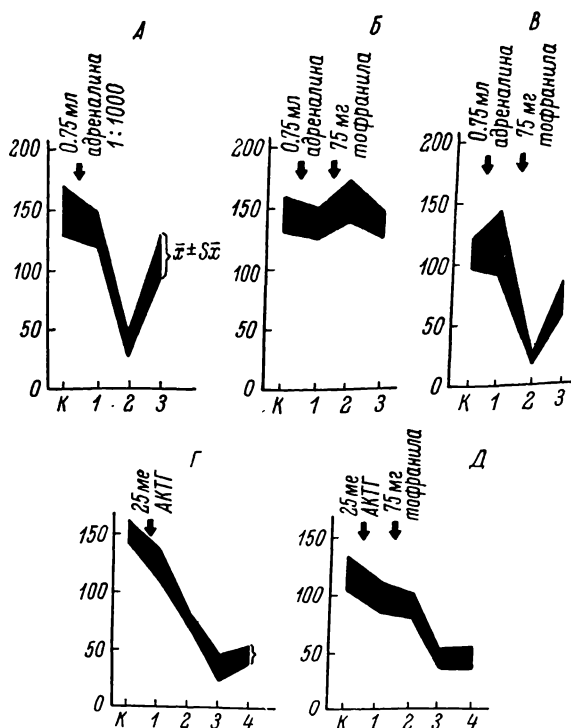 А
0.75 мл
адреналина
1:1000
200
150
100
50
0
К 1 2 3
x̄ ± Sx̄
Б
0.75 мл
адреналина
75 мг
тофранила
200
150
100
50
0
К 1 2 3
В
0.75 мл
адреналина
75 мг
тофранила
200
150
100
50
0
К 1 2 3
Г
25 ме
АКТГ
150
100
50
0
К 1 2 3 4
Д
25 ме
АКТГ
75 мг
тофранила
150
100
50
0
К 1 2 3 4